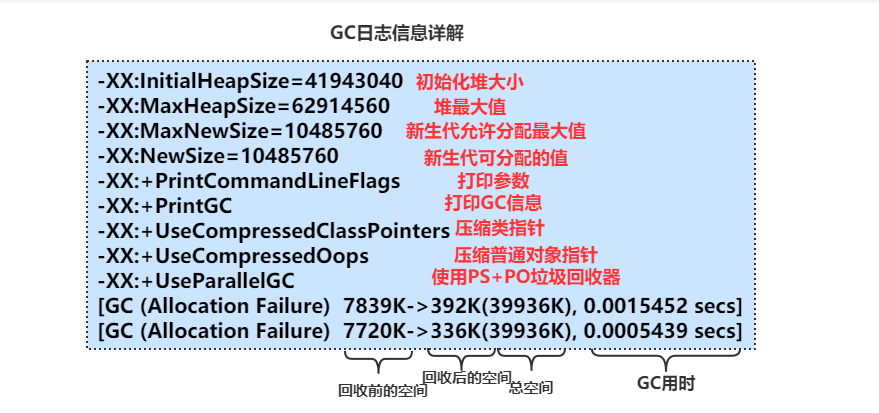 GC日志信息详解
-XX:InitialHeapSize=41943040 初始化堆大小
-XX:MaxHeapSize=62914560 堆最大值
-XX:MaxNewSize=10485760 新生代允许分配最大值
-XX:NewSize=10485760 新生代可分配的值
-XX:+PrintCommandLineFlags 打印参数
-XX:+PrintGC 打印GC信息
-XX:+UseCompressedClassPointers 压缩类指针
-XX:+UseCompressedOops 压缩普通对象指针
-XX:+UseParallelGC 使用PS+PO垃圾回收器
[GC (Allocation Failure) 7839K->392K(39936K), 0.0015452 secs]
[GC (Allocation Failure) 7720K->336K(39936K), 0.0005439 secs]
回收前的空间 回收后的空间 总空间 GC用时